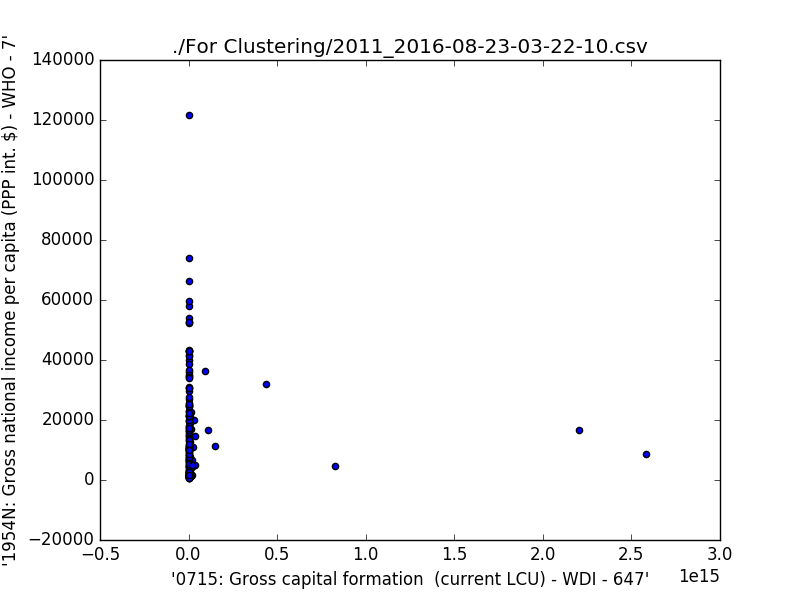 ./For Clustering/2011_2016-08-23-03-22-10.csv
'1954N: Gross national income per capita (PPP int. $) - WHO - 7'
140000
120000
100000
80000
60000
40000
20000
0
−20000
−0.5 0.0 0.5 1.0 1.5 2.0 2.5 3.0
1e15
'0715: Gross capital formation  (current LCU) - WDI - 647'